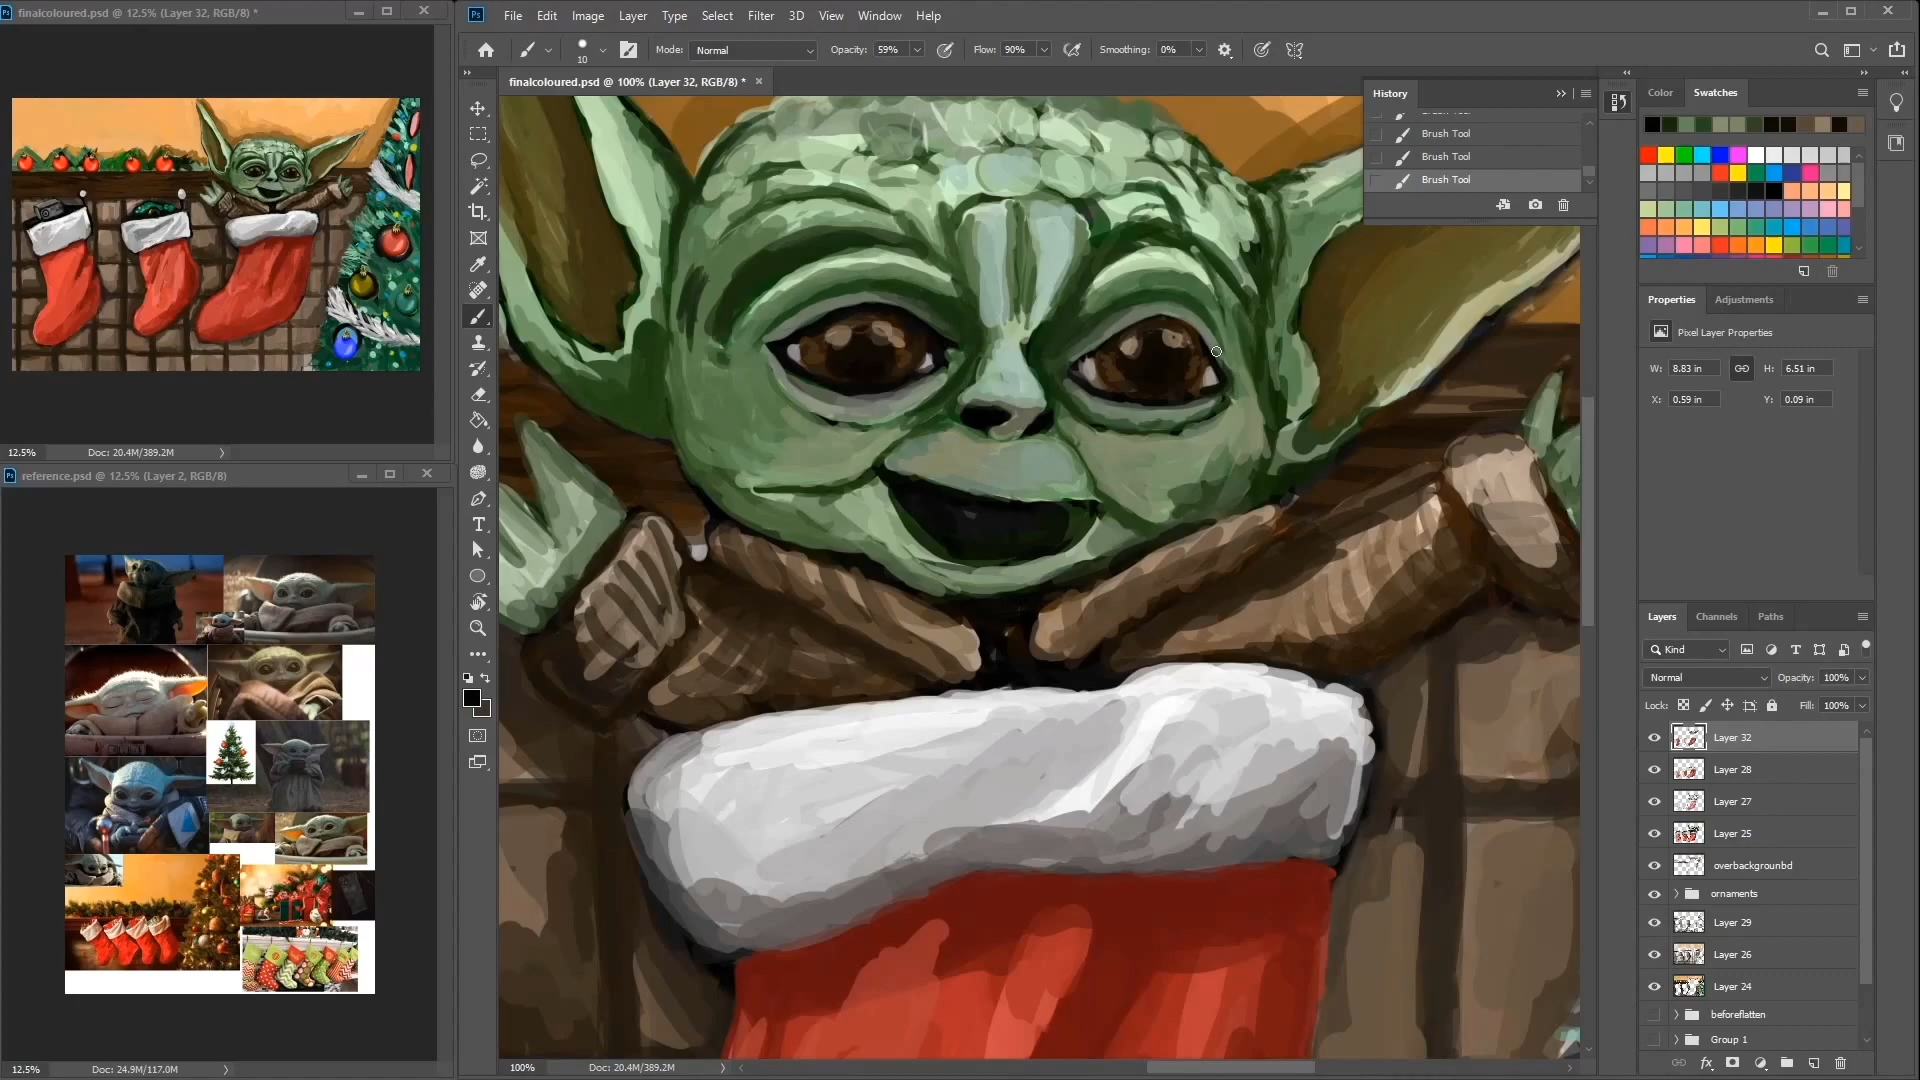 finalcoloured.psd @ 12.5% (Layer 32, RGB/8) *
Ps File Edit Image Layer Type Select Filter 3D View Window Help
10 Mode: Normal Opacity: 59% Flow: 90% Smoothing: 0%
finalcoloured.psd @ 100% (Layer 32, RGB/8) *
History
Brush Tool
Brush Tool
Brush Tool
Brush Tool
Color Swatches
Properties Adjustments
Pixel Layer Properties
W: 8.83 in H: 6.51 in
X: 0.59 in Y: 0.09 in
12.5% Doc: 20.4M/389.2M
reference.psd @ 12.5% (Layer 2, RGB/8)
Layers Channels Paths
Kind
Normal Opacity: 100%
Lock: Fill: 100%
Layer 32
Layer 28
Layer 27
Layer 25
overbackgrounbd
ornaments
Layer 29
Layer 26
Layer 24
beforeflatten
Group 1
12.5% Doc: 24.9M/117.0M
100% Doc: 20.4M/389.2M